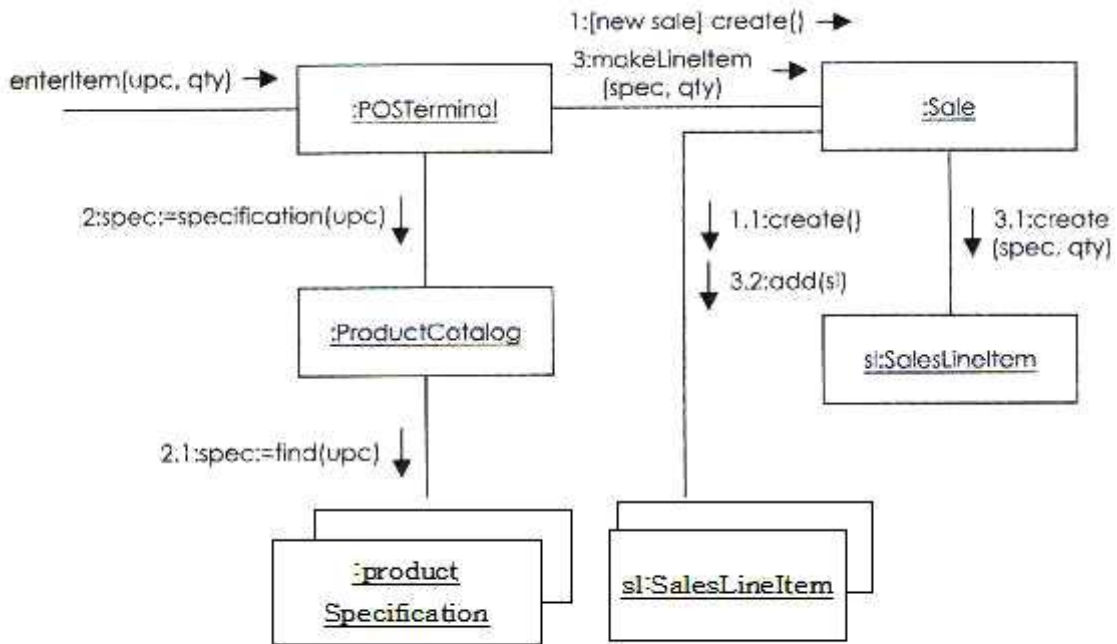 1:[new sale] create()
enterItem(upc, qty)
3:makeLineItem
(spec, qty)
:POSTerminal
:Sale
2:spec:=specification(upc)
1.1:create()
3.1:create
(spec, qty)
3.2:add(sl)
:ProductCatalog
sl:SalesLineItem
2.1:spec:=find(upc)
:product
Specification
sl:SalesLineItem